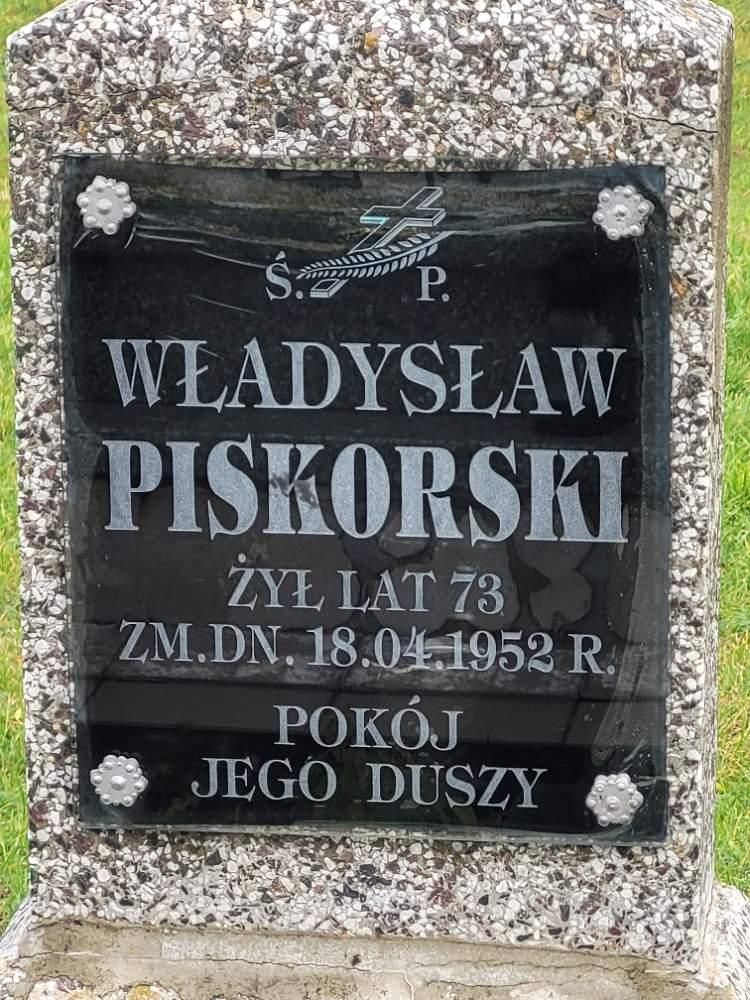 Ś. P.
WŁADYSŁAW
PISKORSKI
ŻYŁ LAT 73
ZM.DN. 18.04.1952 R.
POKÓJ
JEGO DUSZY